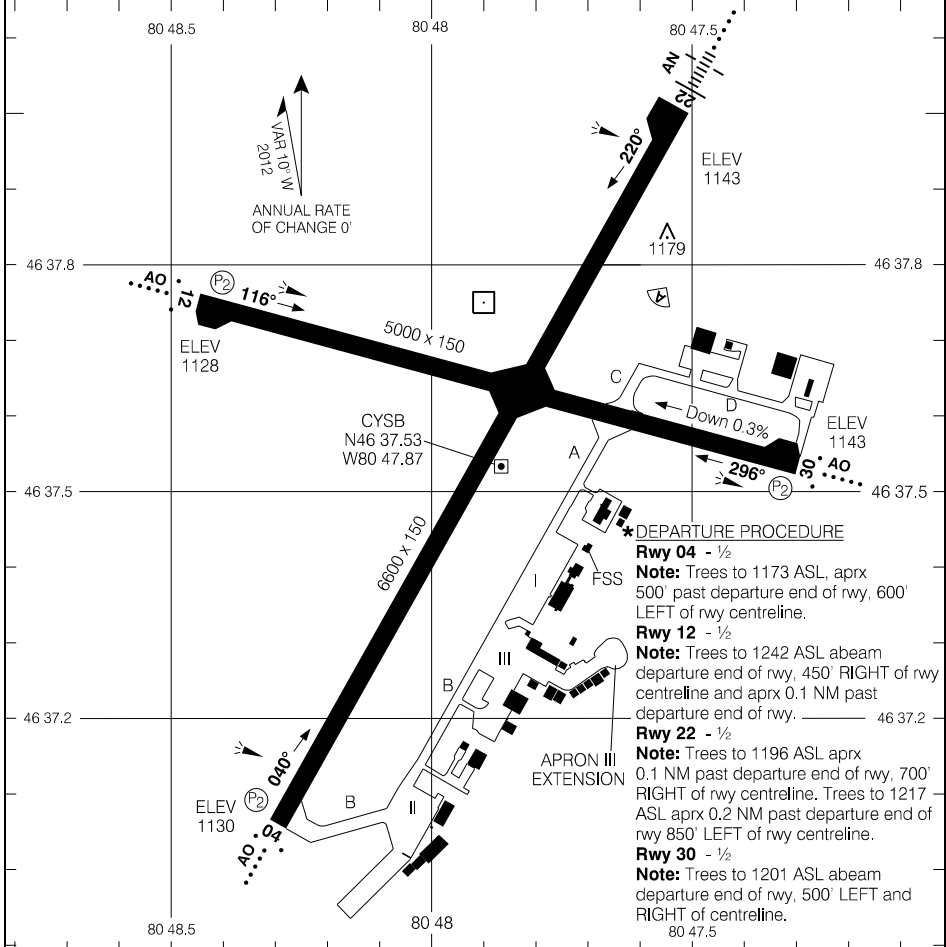 80 48.5
80 48
80 47.5
AN
22
VAR 10° W
2012
220°
ELEV
1143
ANNUAL RATE
OF CHANGE 0'
1179
46 37.8
46 37.8
AO
12
P2
116°
A
5000 x 150
ELEV
1128
C
D
Down 0.3%
ELEV
1143
CYSB
N46 37.53
W80 47.87
A
296°
30
AO
P2
46 37.5
46 37.5
6600 x 150
FSS
I
III
B
* DEPARTURE PROCEDURE
Rwy 04 - ½
Note: Trees to 1173 ASL, aprx
500' past departure end of rwy, 600'
LEFT of rwy centreline.
Rwy 12 - ½
Note: Trees to 1242 ASL abeam
departure end of rwy, 450' RIGHT of rwy
centreline and aprx 0.1 NM past
departure end of rwy.
Rwy 22 - ½
Note: Trees to 1196 ASL aprx
0.1 NM past departure end of rwy, 700'
RIGHT of rwy centreline. Trees to 1217
ASL aprx 0.2 NM past departure end of
rwy 850' LEFT of rwy centreline.
Rwy 30 - ½
Note: Trees to 1201 ASL abeam
departure end of rwy, 500' LEFT and
RIGHT of centreline.
46 37.2
46 37.2
APRON III
EXTENSION
040°
P2
ELEV
1130
04
AO
B
II
80 48.5
80 48
80 47.5